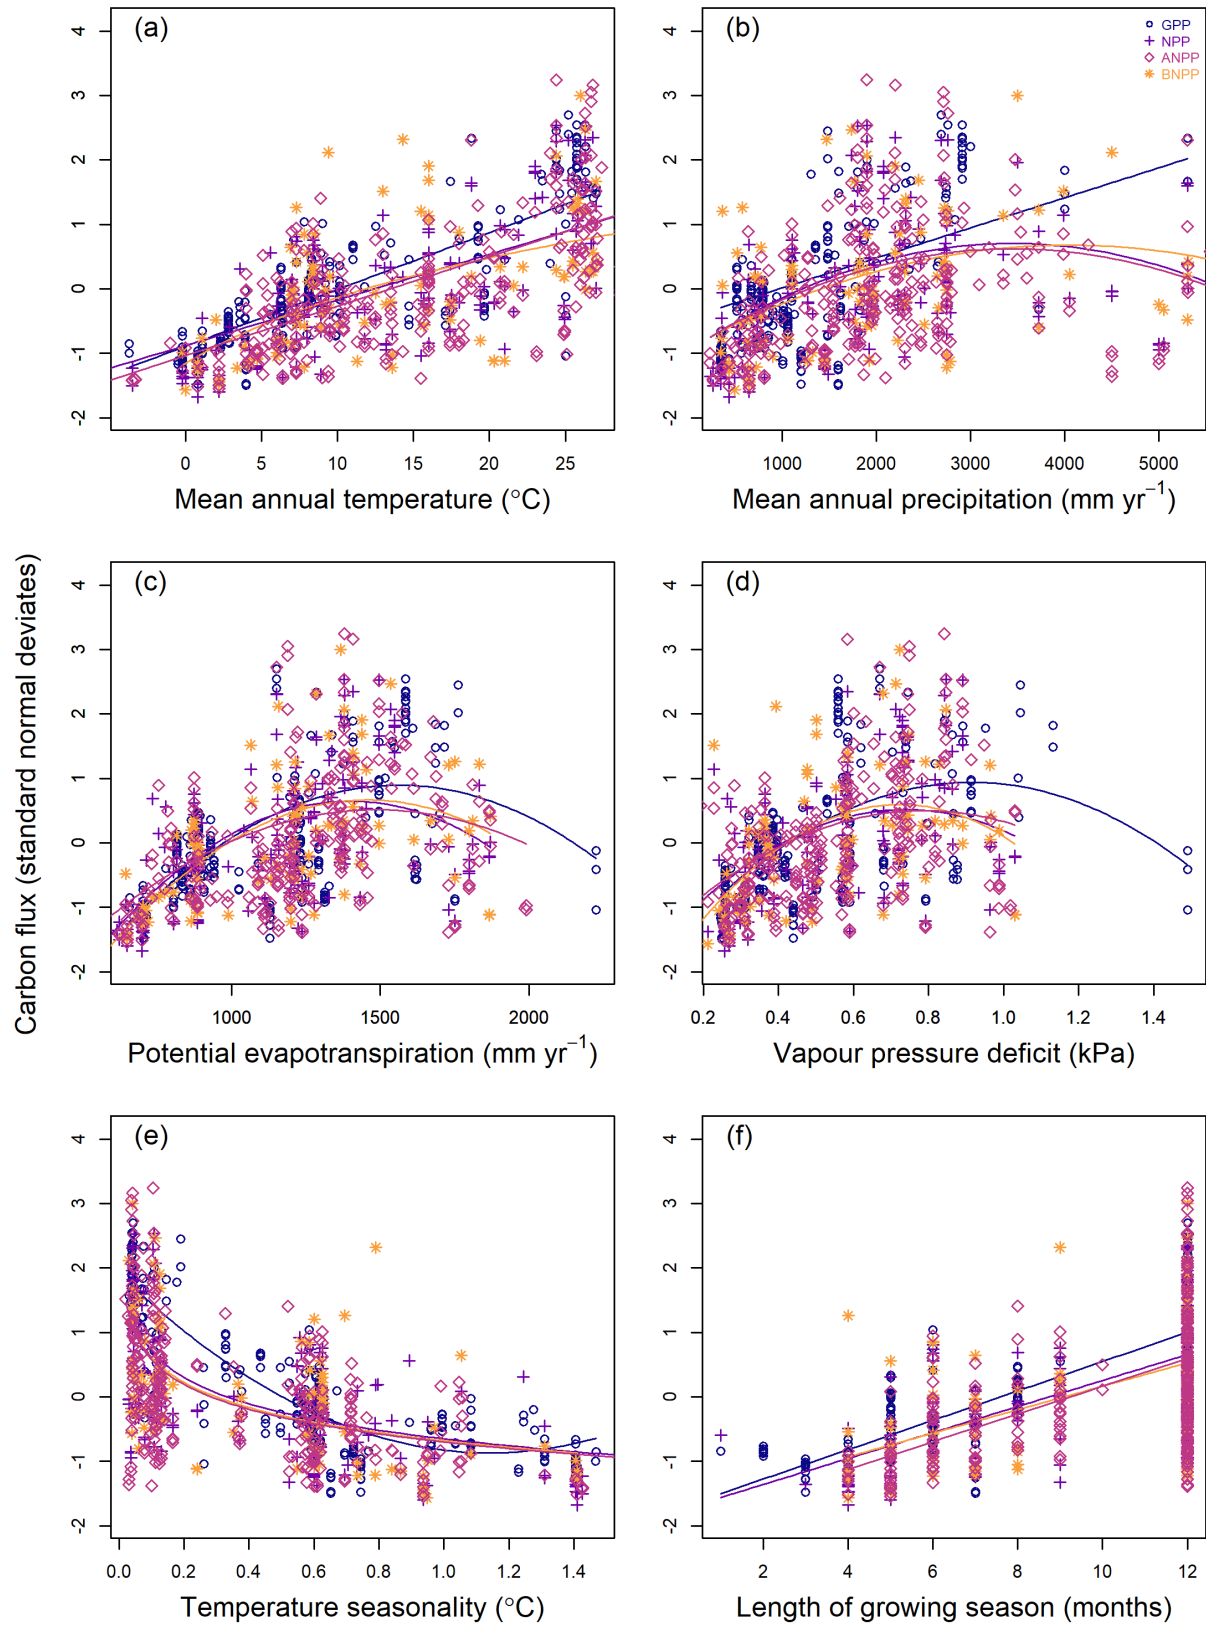 (a)
4
3
2
1
0
-1
-2
0 5 10 15 20 25
Mean annual temperature (°C)
(b)
GPP
NPP
ANPP
BNPP
4
3
2
1
0
-1
-2
1000 2000 3000 4000 5000
Mean annual precipitation (mm yr−1)
Carbon flux (standard normal deviates)
(c)
4
3
2
1
0
-1
-2
1000 1500 2000
Potential evapotranspiration (mm yr−1)
(d)
4
3
2
1
0
-1
-2
0.2 0.4 0.6 0.8 1.0 1.2 1.4
Vapour pressure deficit (kPa)
(e)
4
3
2
1
0
-1
-2
0.0 0.2 0.4 0.6 0.8 1.0 1.2 1.4
Temperature seasonality (°C)
(f)
4
3
2
1
0
-1
-2
2 4 6 8 10 12
Length of growing season (months)